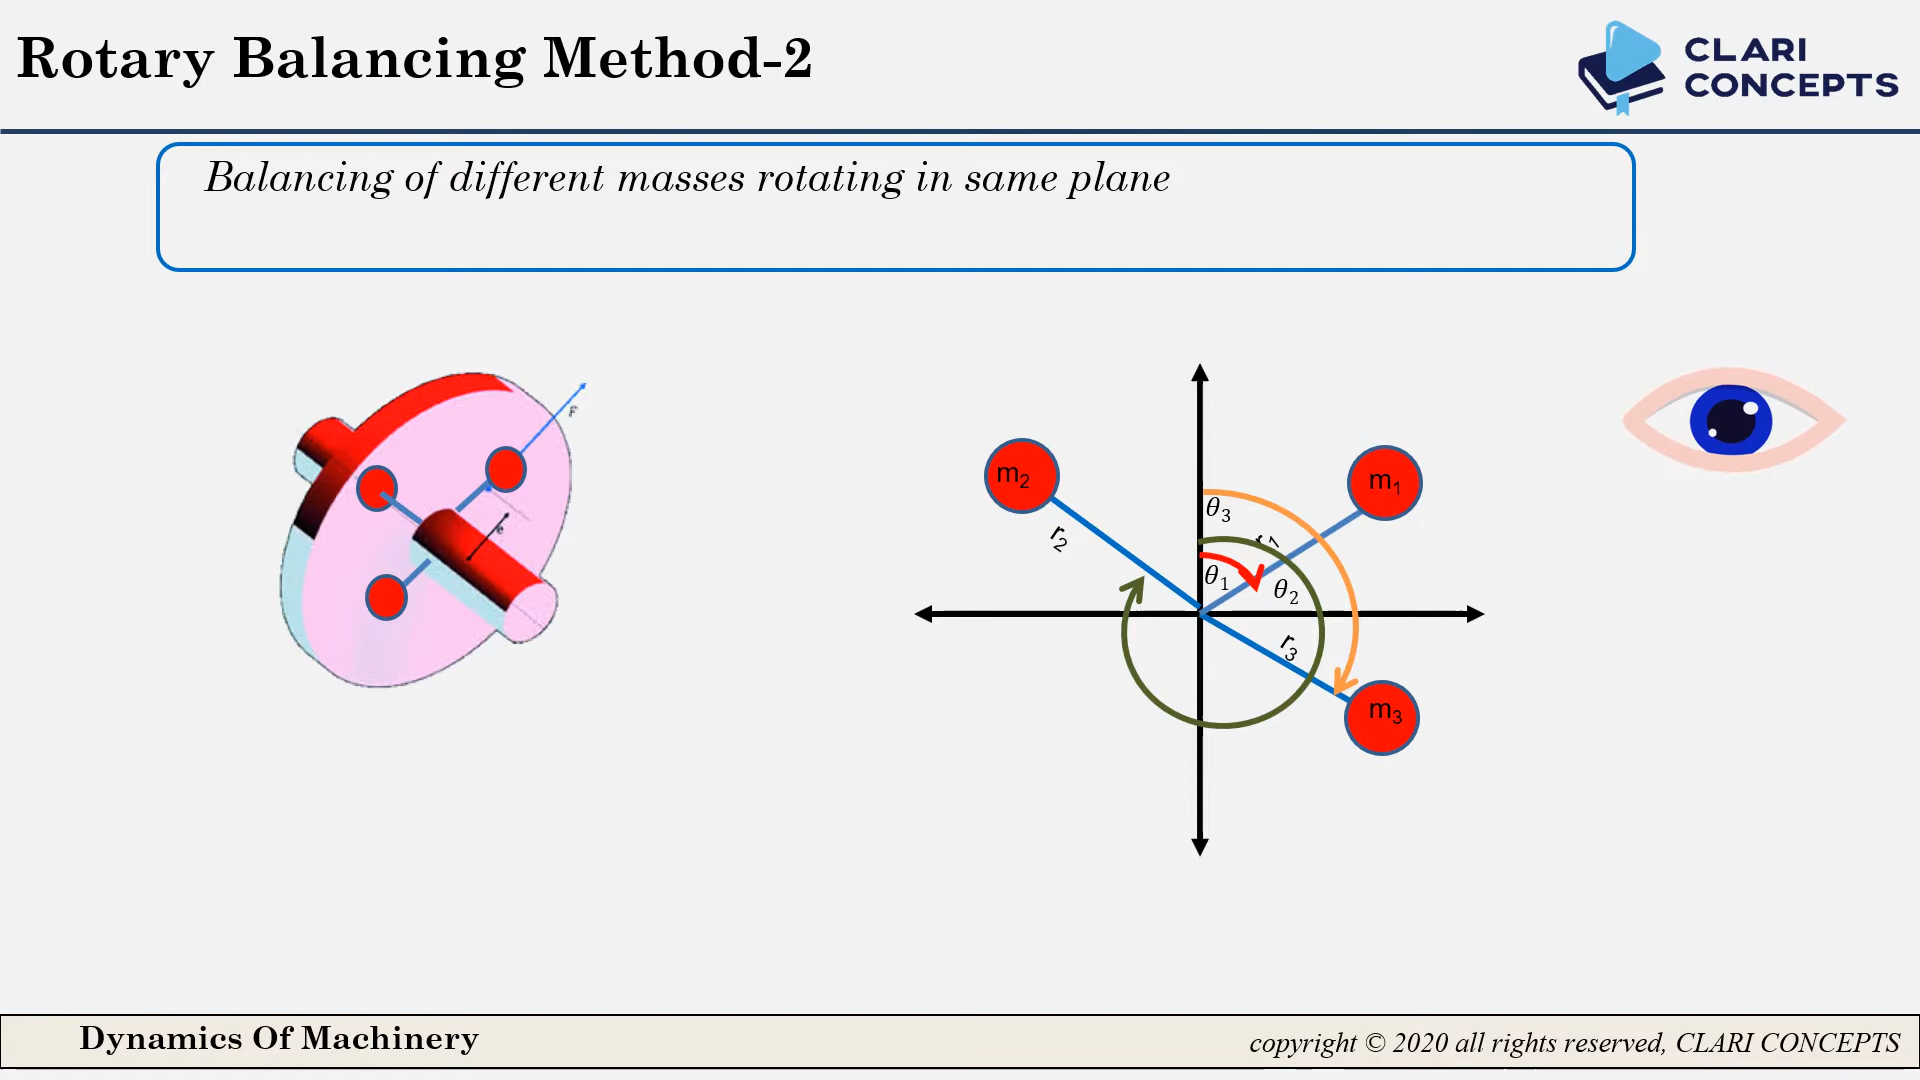 Rotary Balancing Method-2
CLARI
CONCEPTS
Balancing of different masses rotating in same plane
F
e
m₂
m₁
θ₃
r₂
r₁
θ₁
θ₂
r₃
m₃
Dynamics Of Machinery
copyright © 2020 all rights reserved, CLARI CONCEPTS